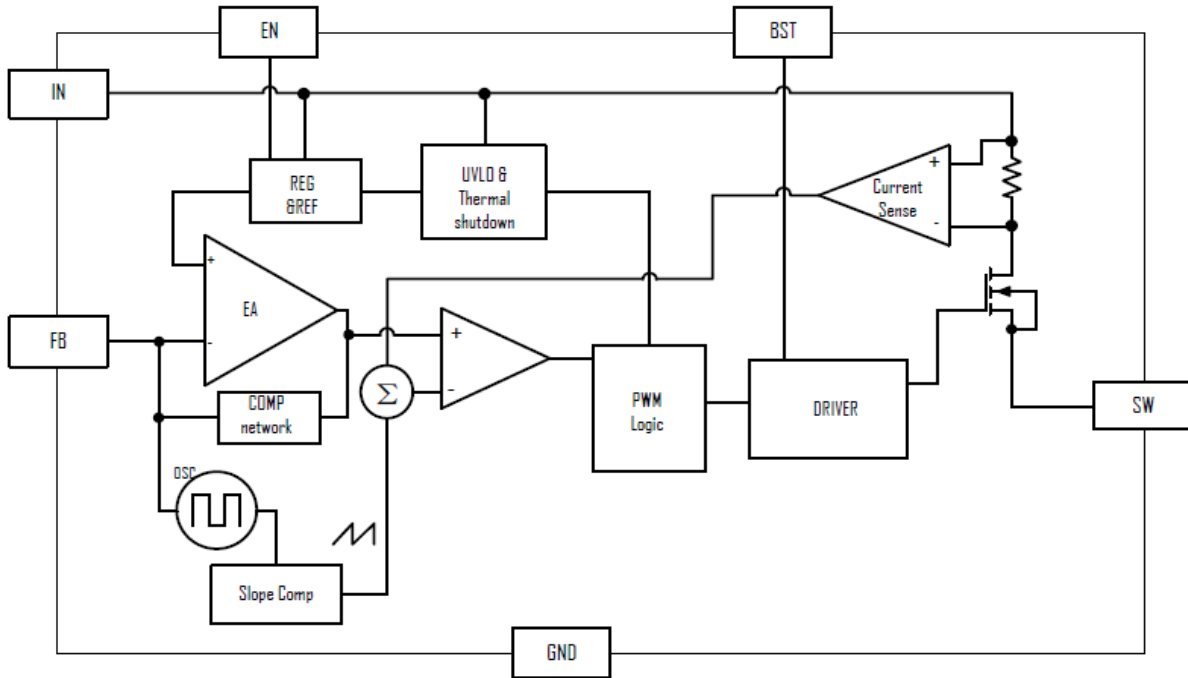 EN
BST
IN
REG
&REF
UVLO &
Thermal
shutdown
+
Current
Sense
-
+
EA
-
FB
+
-
Σ
COMP
network
PWM
Logic
DRIVER
SW
OSC
Slope Comp
GND